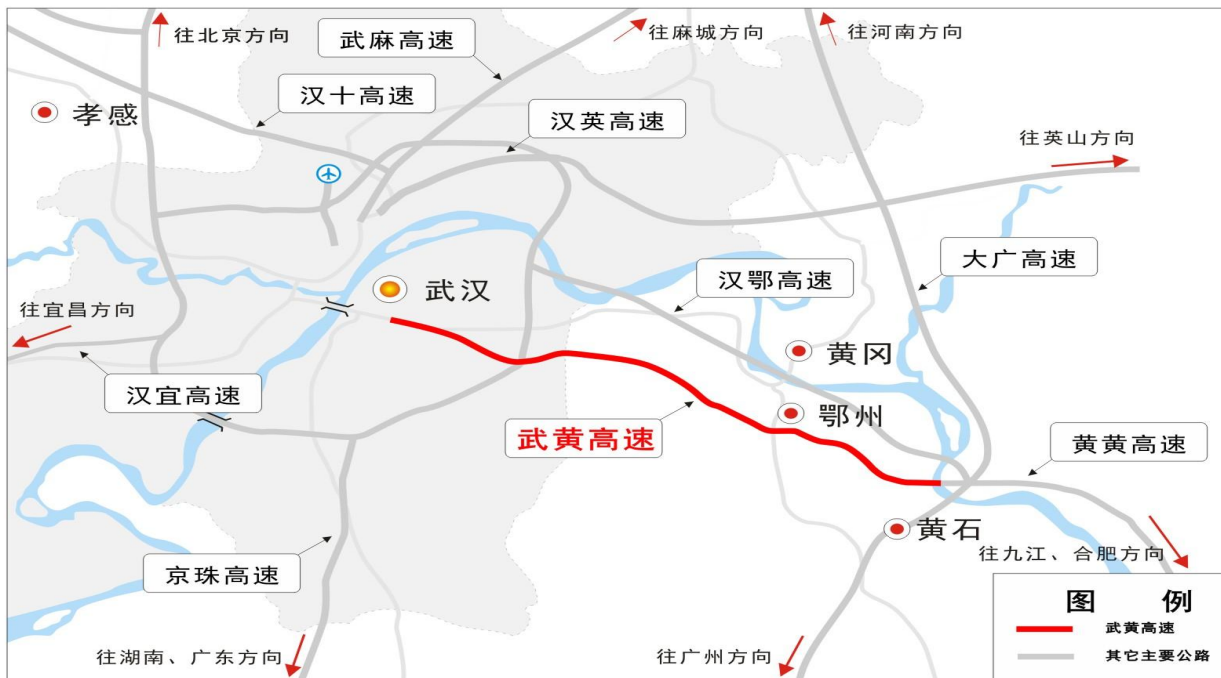 往北京方向
武麻高速
往麻城方向
往河南方向
汉十高速
孝感
汉英高速
往英山方向
大广高速
武汉
汉鄂高速
往宜昌方向
黄冈
汉宜高速
鄂州
武黄高速
黄黄高速
黄石
京珠高速
往九江、合肥方向
图 例
武黄高速
其它主要公路
往湖南、广东方向
往广州方向